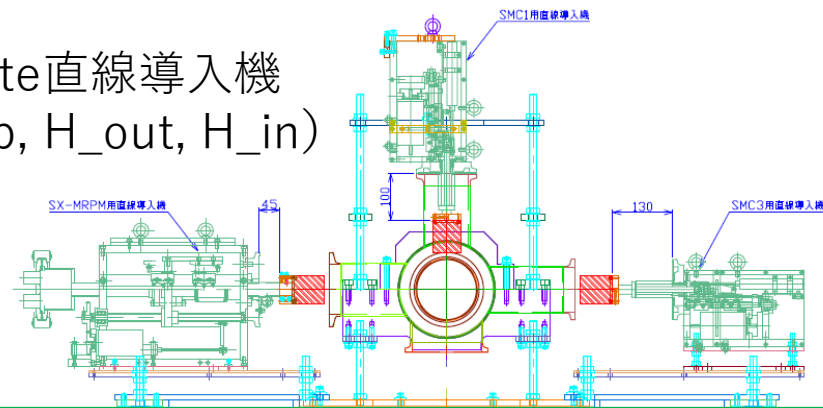 te直線導入機
, H_out, H_in）
SMC1用直線導入機
100
SX-MRPM用直線導入機
45
130
SMC3用直線導入機